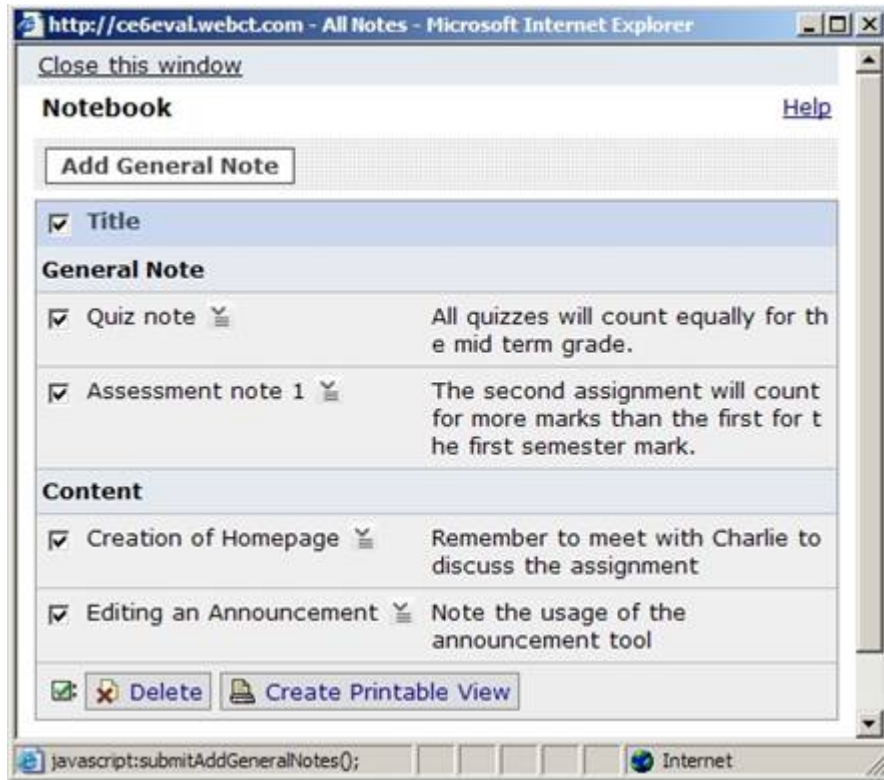 http://ce6eval.webct.com - All Notes - Microsoft Internet Explorer
Close this window
Notebook
Help
Add General Note
Title
General Note
Quiz note
All quizzes will count equally for th
e mid term grade.
Assessment note 1
The second assignment will count
for more marks than the first for t
he first semester mark.
Content
Creation of Homepage
Remember to meet with Charlie to
discuss the assignment
Editing an Announcement
Note the usage of the
announcement tool
Delete
Create Printable View
javascript:submitAddGeneralNotes();
Internet